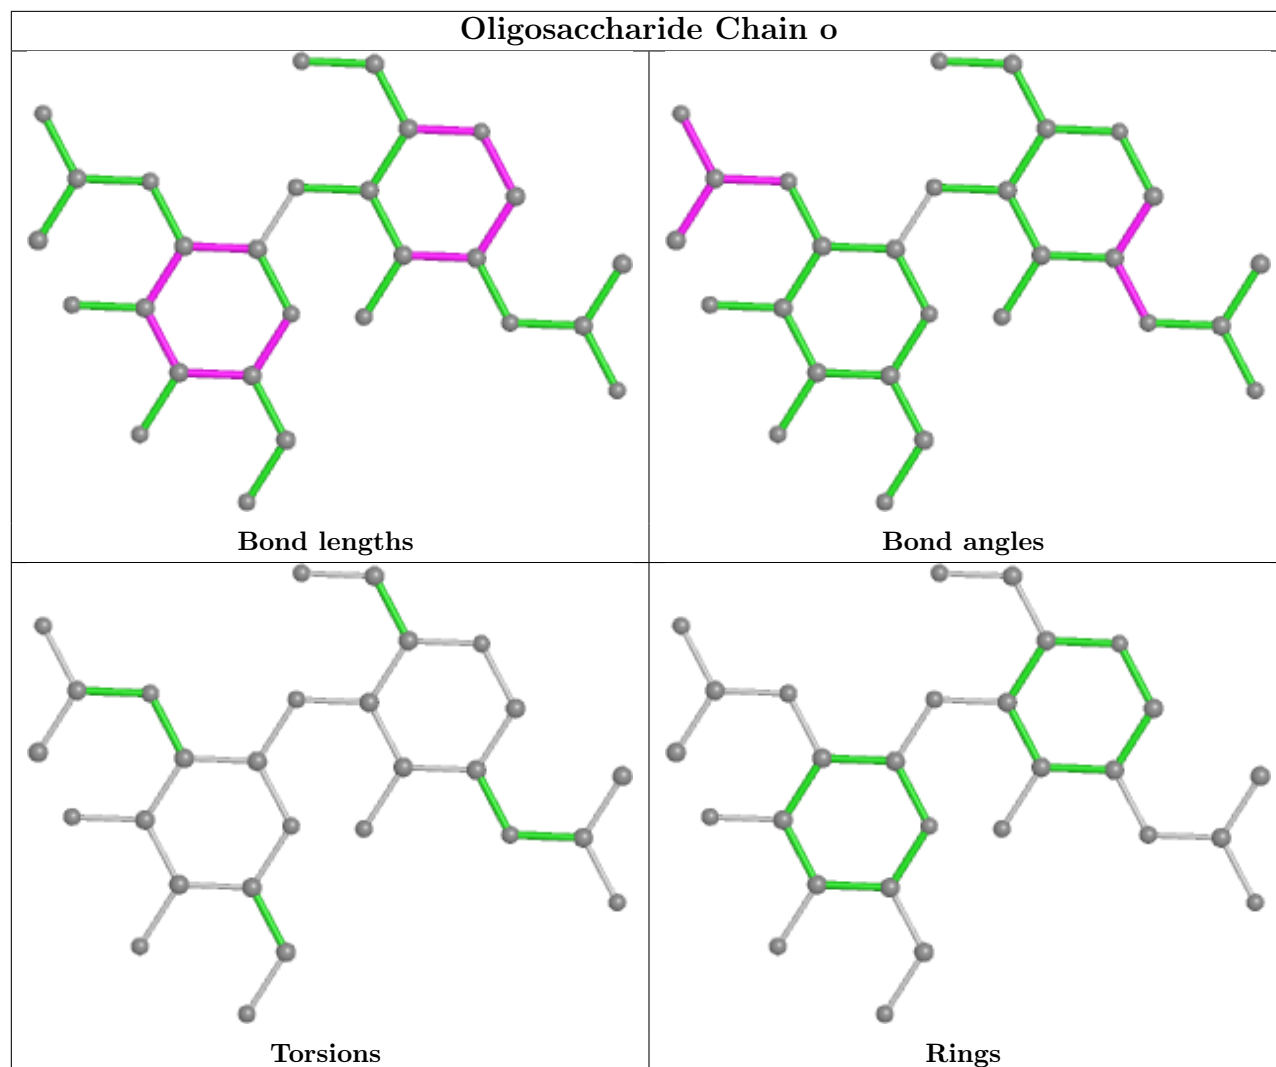 Oligosaccharide Chain o
Bond lengths
Bond angles
Torsions
Rings